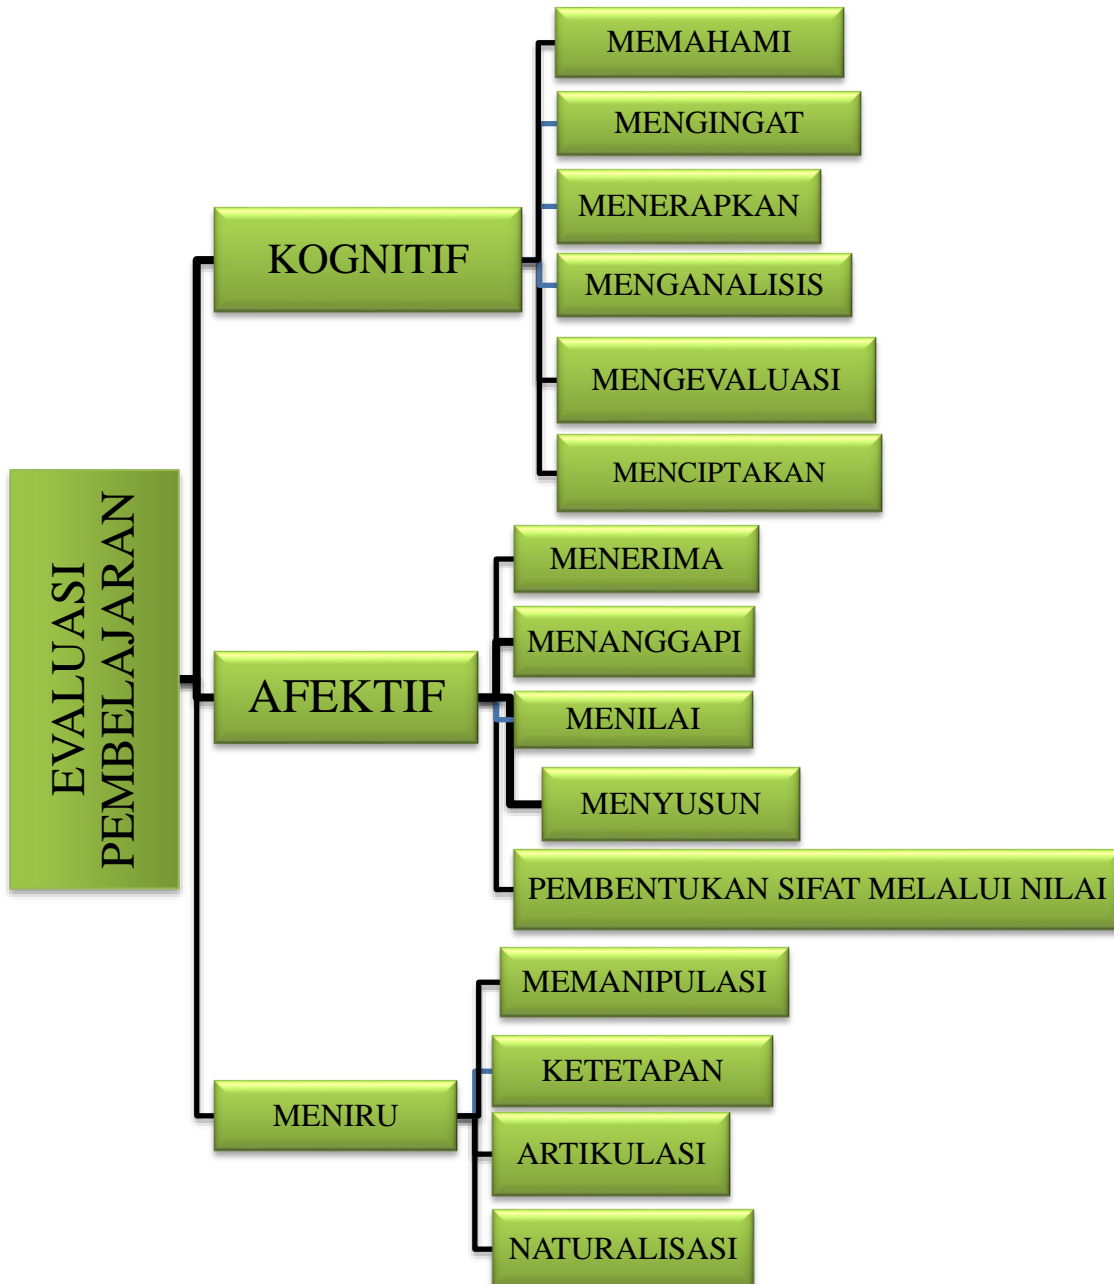 EVALUASI
PEMBELAJARAN
KOGNITIF
MEMAHAMI
MENGINGAT
MENERAPKAN
MENGANALISIS
MENGEVALUASI
MENCIPTAKAN
AFEKTIF
MENERIMA
MENANGGAPI
MENILAI
MENYUSUN
PEMBENTUKAN SIFAT MELALUI NILAI
MENIRU
MEMANIPULASI
KETETAPAN
ARTIKULASI
NATURALISASI